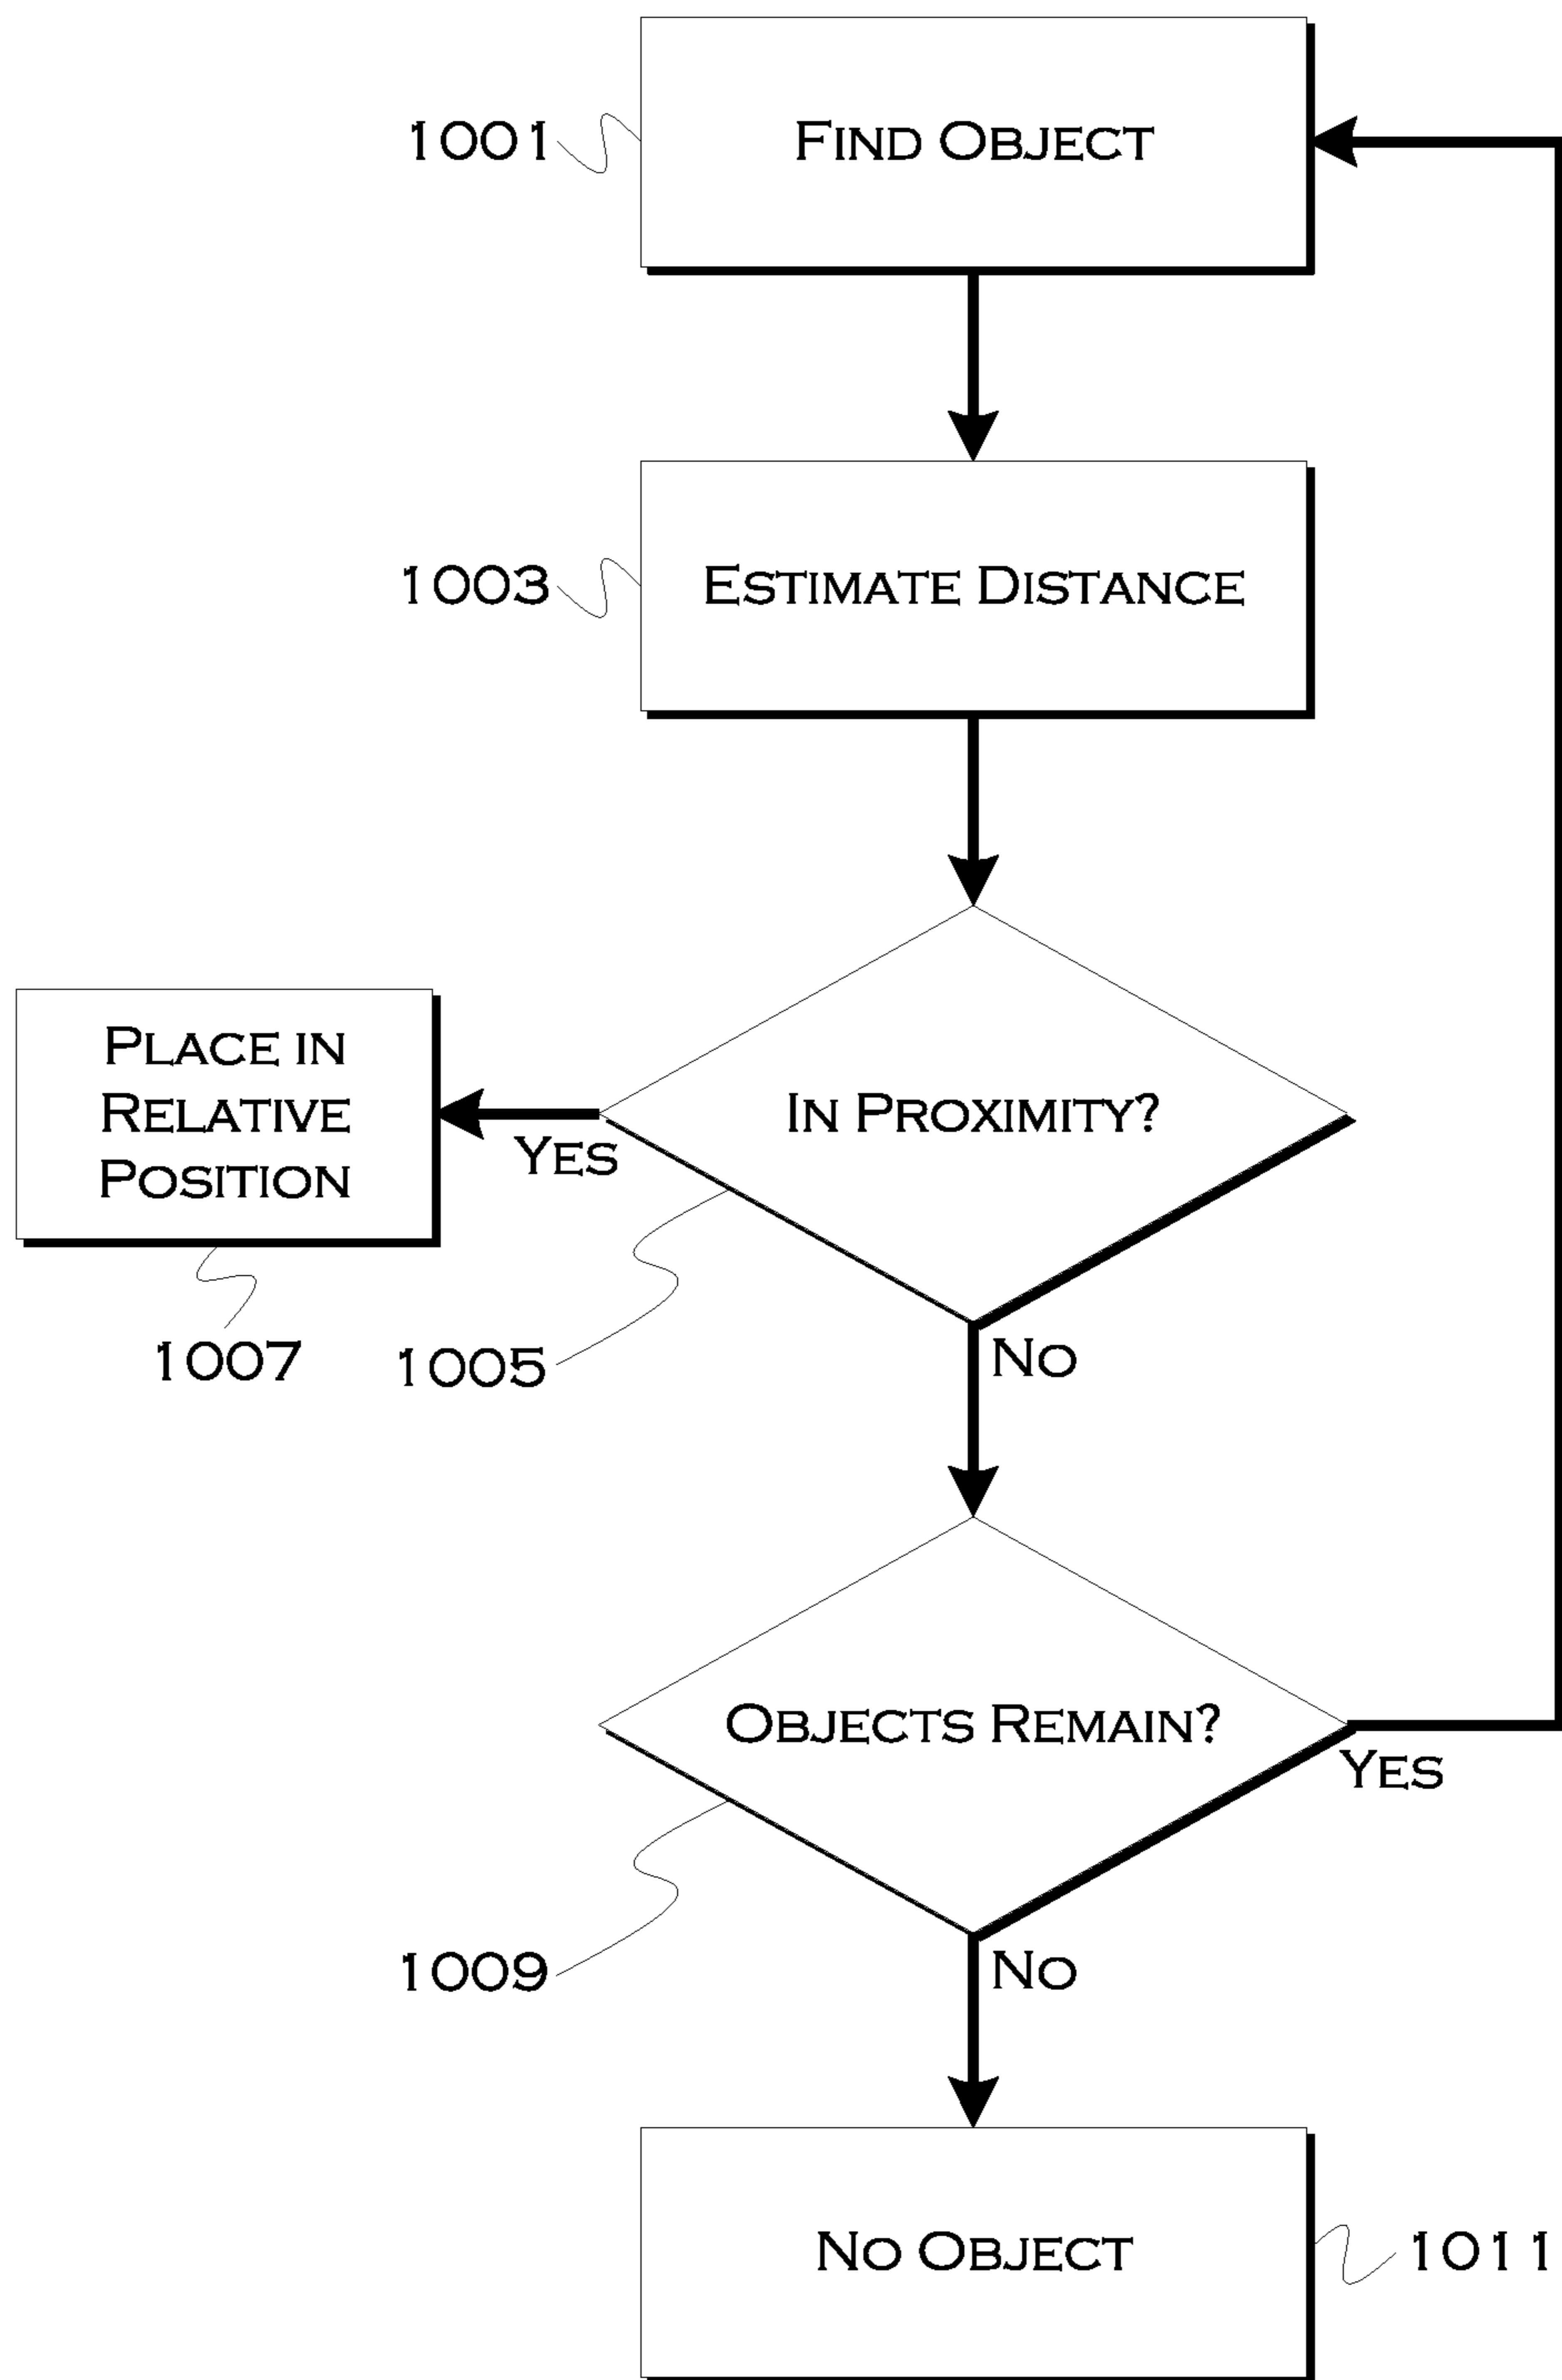 1001
FIND OBJECT
1003
ESTIMATE DISTANCE
PLACE IN
RELATIVE
POSITION
IN PROXIMITY?
YES
1007
1005
NO
OBJECTS REMAIN?
YES
1009
NO
NO OBJECT
1011